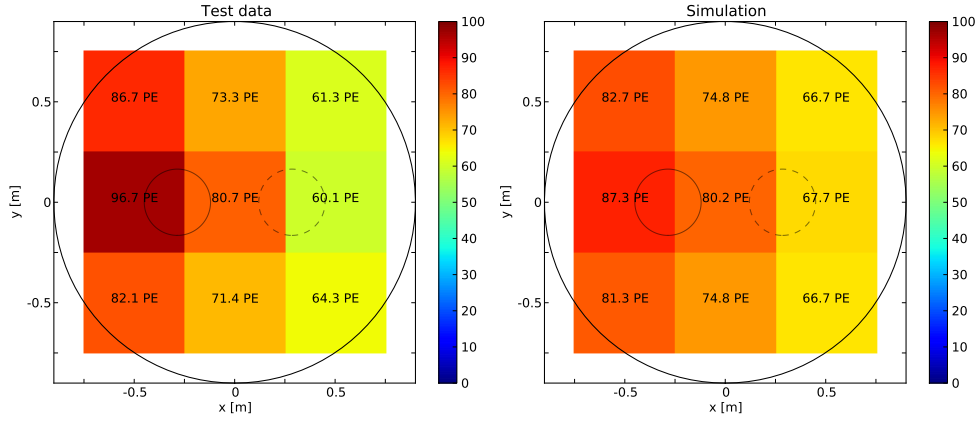 Test data
86.7 PE 73.3 PE 61.3 PE
96.7 PE 80.7 PE 60.1 PE
82.1 PE 71.4 PE 64.3 PE
0.5
0
-0.5
y [m]
-0.5 0 0.5
x [m]
100
90
80
70
60
50
40
30
20
10
0
Simulation
82.7 PE 74.8 PE 66.7 PE
87.3 PE 80.2 PE 67.7 PE
81.3 PE 74.8 PE 66.7 PE
0.5
0
-0.5
y [m]
-0.5 0 0.5
x [m]
100
90
80
70
60
50
40
30
20
10
0